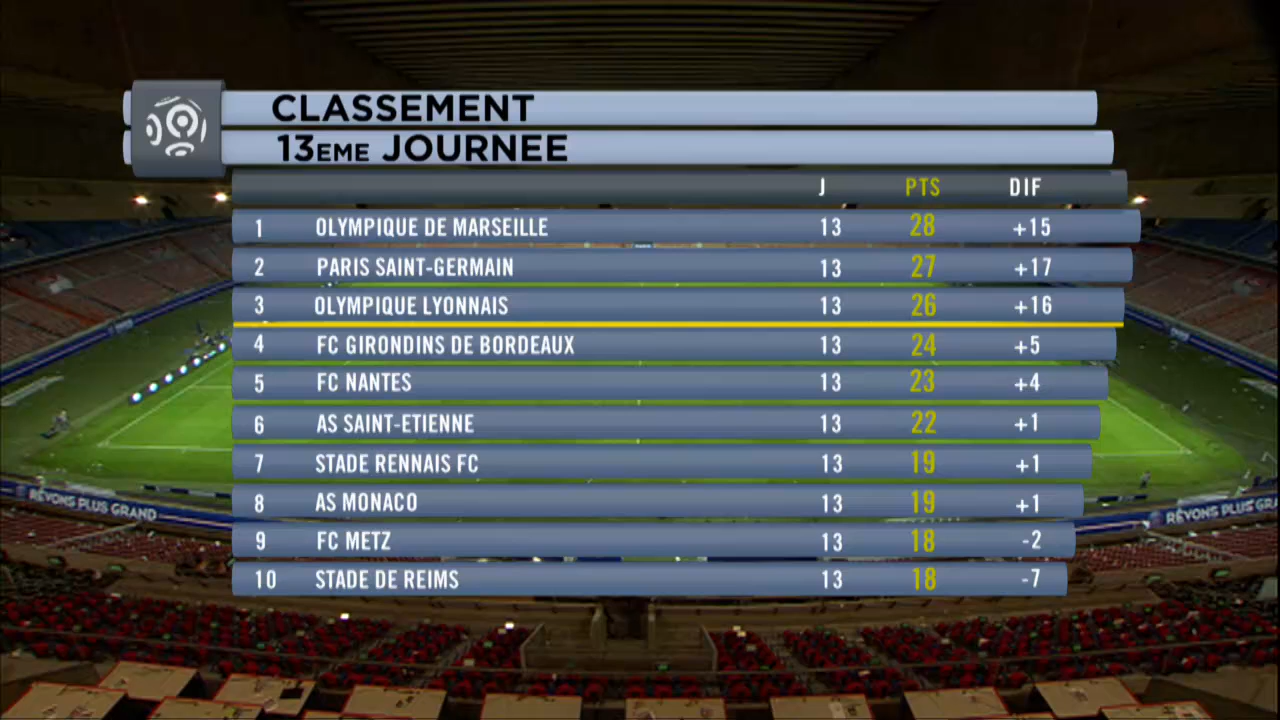 CLASSEMENT
13EME JOURNEE
J PTS DIF
1 OLYMPIQUE DE MARSEILLE 13 28 +15
2 PARIS SAINT-GERMAIN 13 27 +17
3 OLYMPIQUE LYONNAIS 13 26 +16
4 FC GIRONDINS DE BORDEAUX 13 24 +5
5 FC NANTES 13 23 +4
6 AS SAINT-ETIENNE 13 22 +1
7 STADE RENNAIS FC 13 19 +1
8 AS MONACO 13 19 +1
9 FC METZ 13 18 -2
10 STADE DE REIMS 13 18 -7
RÊVONS PLUS GRAND
RÊVONS PLUS GRA